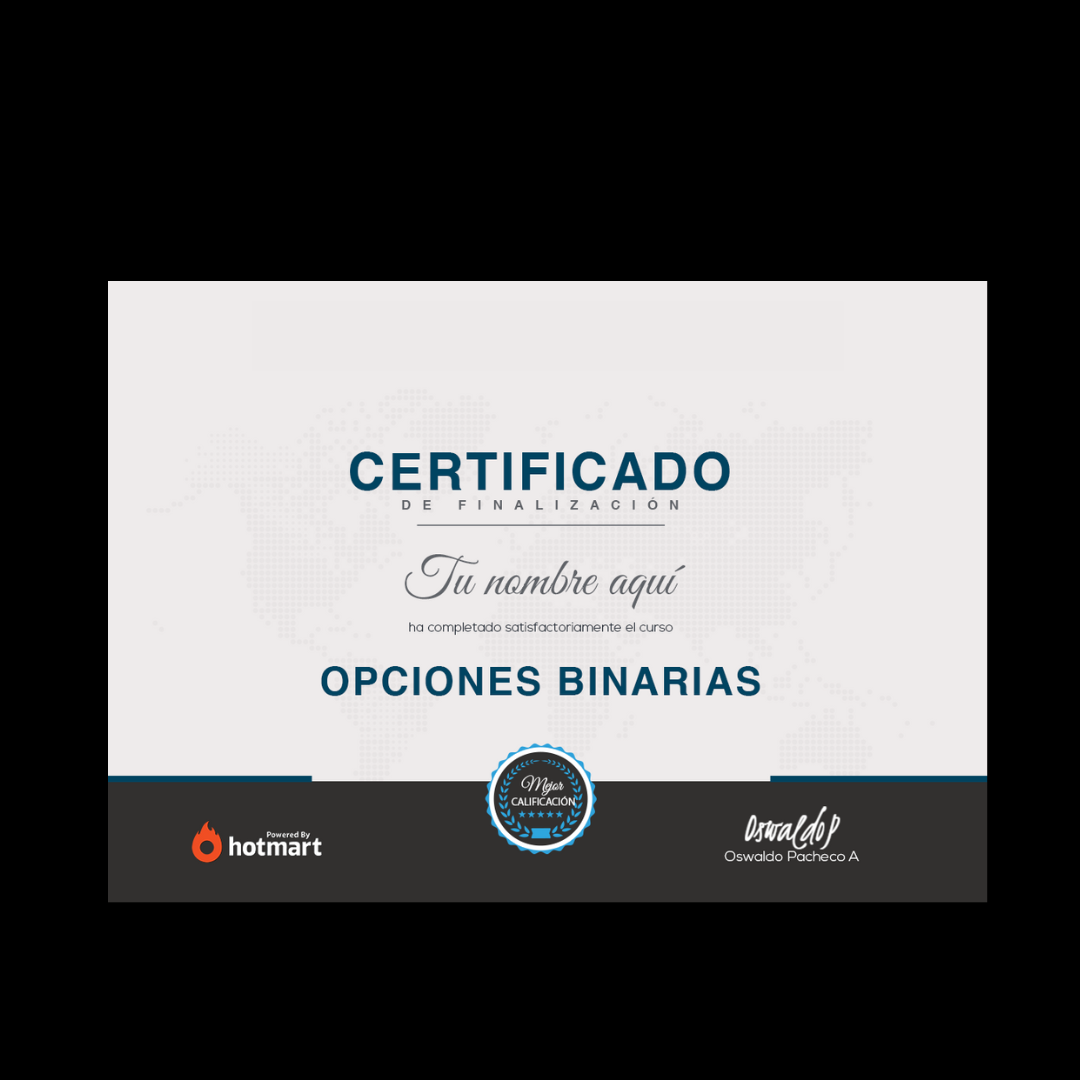 CERTIFICADO
DE FINALIZACIÓN
Tu nombre aquí
ha completado satisfactoriamente el curso
OPCIONES BINARIAS
Mejor
CALIFICACIÓN
Powered By
hotmart
OswaldoP
Oswaldo Pacheco A